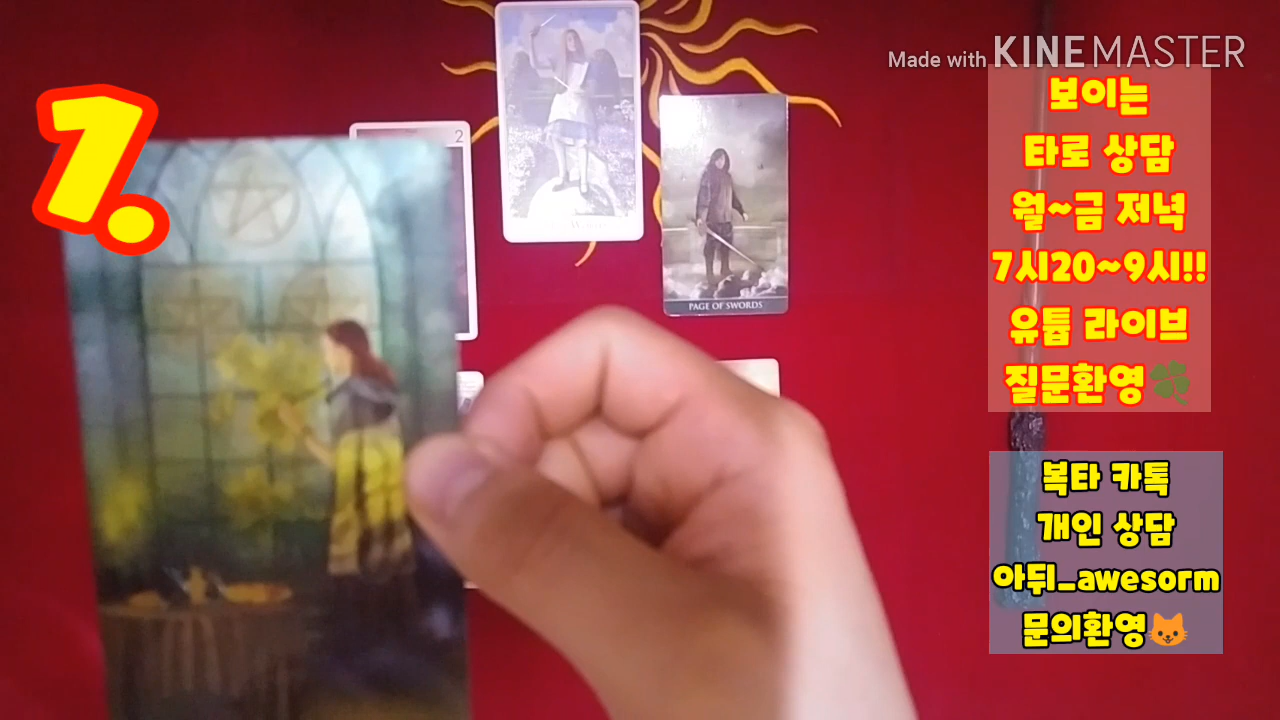 Made with KINEMASTER
1.
보이는
타로 상담
월~금 저녁
7시20~9시!!
유튭 라이브
질문환영🍀
복타 카톡
개인 상담
아뒤_awesorm
문의환영🐱
2
PAGE OF SWORDS